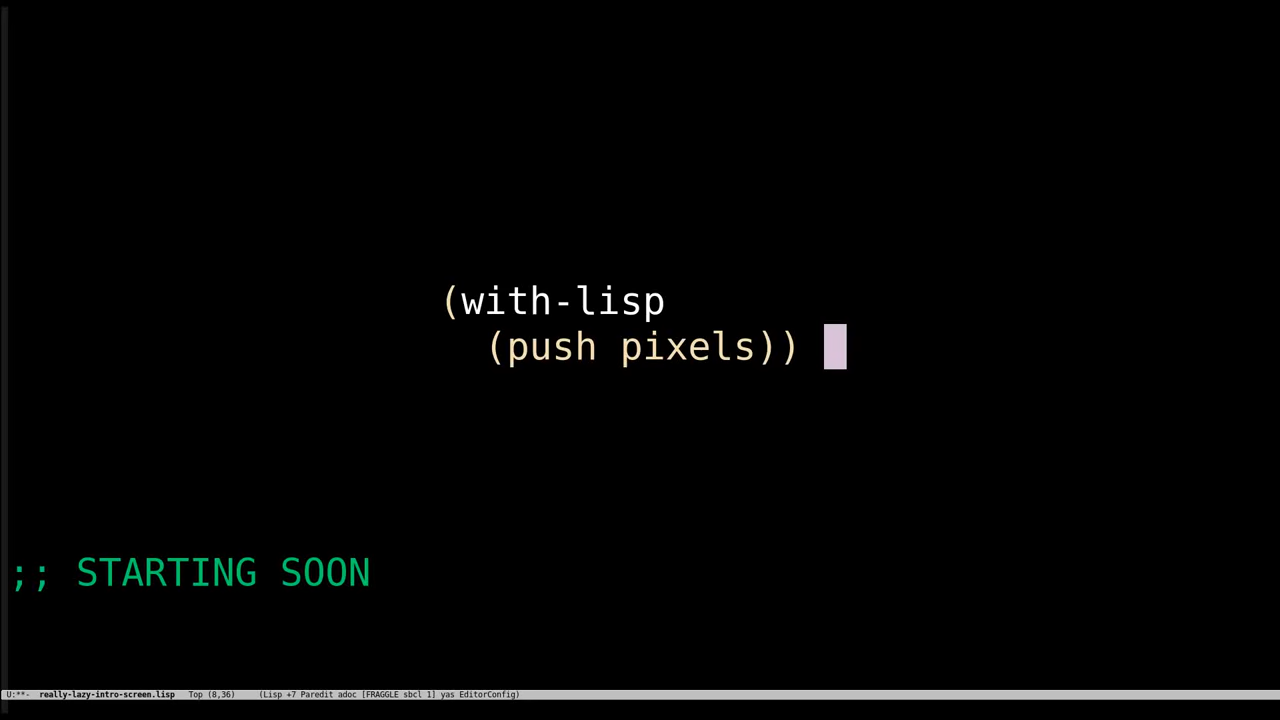 (with-lisp
(push pixels))
;; STARTING SOON
U:**- really-lazy-intro-screen.lisp Top (8,36) (Lisp +7 Paredit adoc [FRAGGLE sbcl 1] yas EditorConfig)